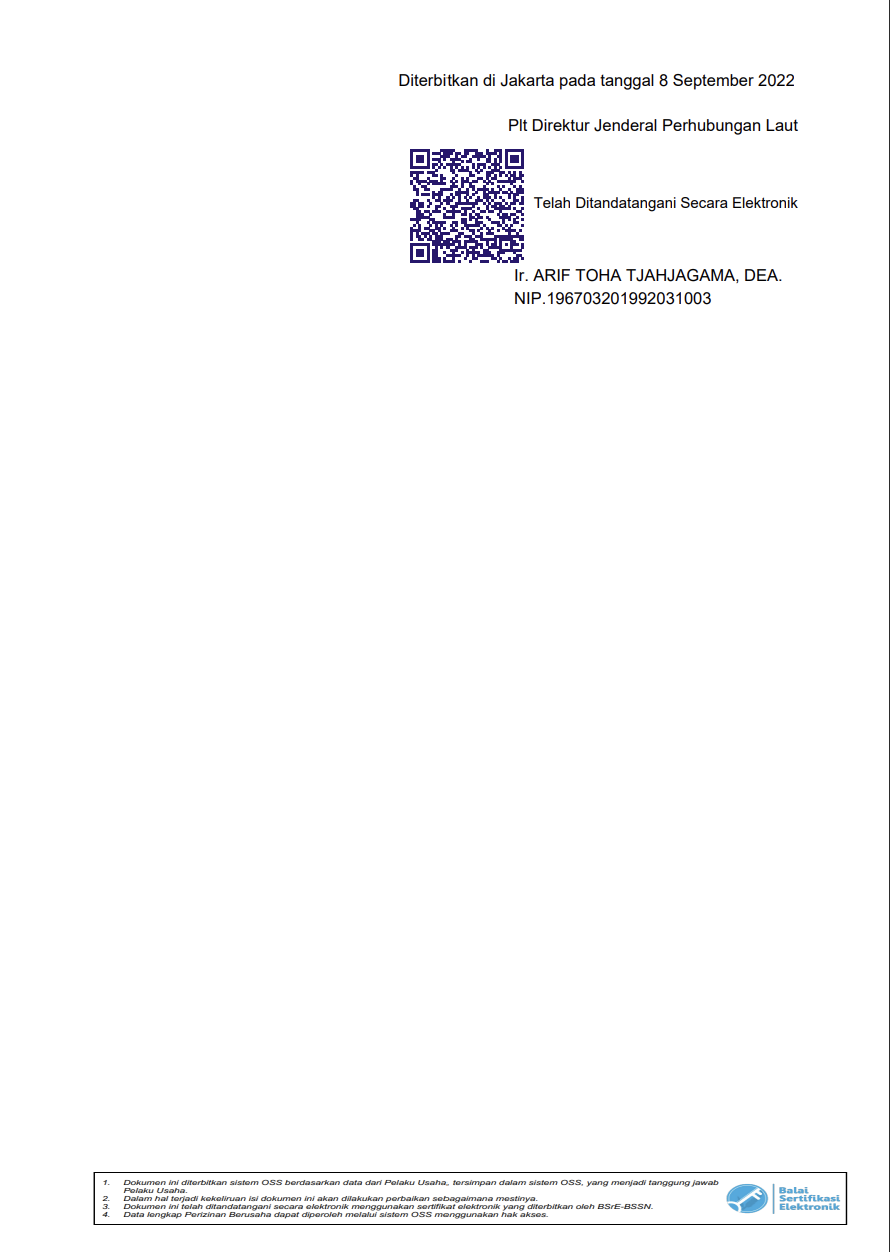 Diterbitkan di Jakarta pada tanggal 8 September 2022
Plt Direktur Jenderal Perhubungan Laut
Telah Ditandatangani Secara Elektronik
Ir. ARIF TOHA TJAHJAGAMA, DEA.
NIP.196703201992031003
1. Dokumen ini diterbitkan sistem OSS berdasarkan data dari Pelaku Usaha,, tersimpan dalam sistem OSS, yang menjadi tanggung jawab
Pelaku Usaha.
2. Dalam hal terjadi kekeliruan isi dokumen ini akan dilakukan perbaikan sebagaimana mestinya.
3. Dokumen ini telah ditandatangani secara elektronik menggunakan sertifikat elektronik yang diterbitkan oleh BSrE-BSSN.
4. Data lengkap Perizinan Berusaha dapat diperoleh melalui sistem OSS menggunakan hak akses.
Balai
Sertifikasi
Elektronik